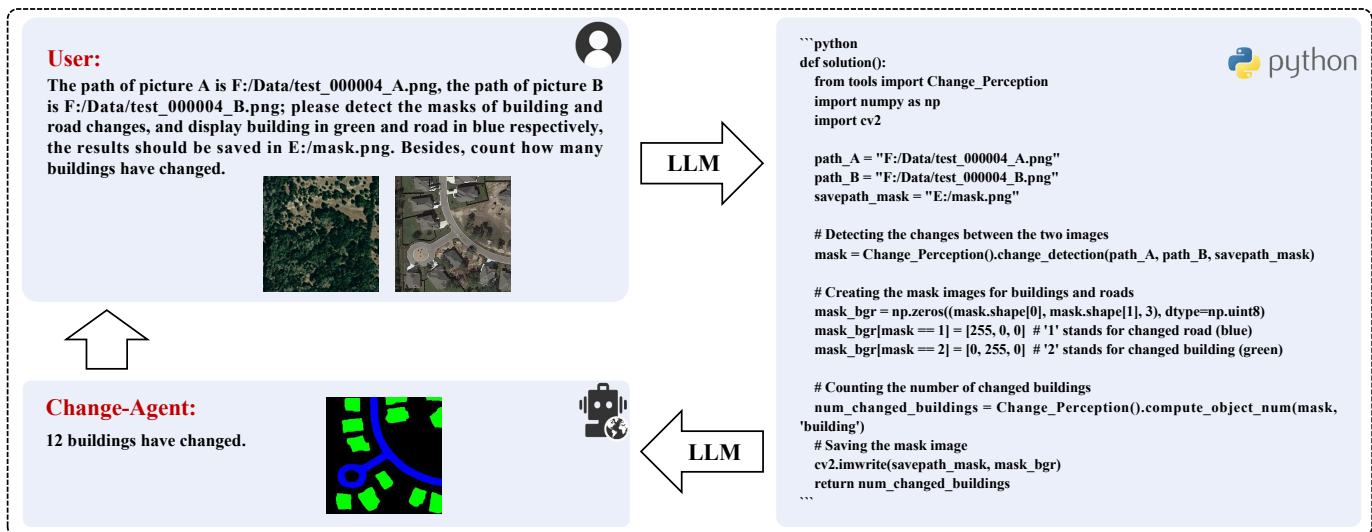 User:
The path of picture A is F:/Data/test_000004_A.png, the path of picture B
is F:/Data/test_000004_B.png; please detect the masks of building and
road changes, and display building in green and road in blue respectively,
the results should be saved in E:/mask.png. Besides, count how many
buildings have changed.
LLM
python
```python
def solution():
    from tools import Change_Perception
    import numpy as np
    import cv2

    path_A = "F:/Data/test_000004_A.png"
    path_B = "F:/Data/test_000004_B.png"
    savepath_mask = "E:/mask.png"

    # Detecting the changes between the two images
    mask = Change_Perception().change_detection(path_A, path_B, savepath_mask)

    # Creating the mask images for buildings and roads
    mask_bgr = np.zeros((mask.shape[0], mask.shape[1], 3), dtype=np.uint8)
    mask_bgr[mask == 1] = [255, 0, 0]  # '1' stands for changed road (blue)
    mask_bgr[mask == 2] = [0, 255, 0]  # '2' stands for changed building (green)

    # Counting the number of changed buildings
    num_changed_buildings = Change_Perception().compute_object_num(mask,
'building')
    # Saving the mask image
    cv2.imwrite(savepath_mask, mask_bgr)
    return num_changed_buildings
```
LLM
Change-Agent:
12 buildings have changed.